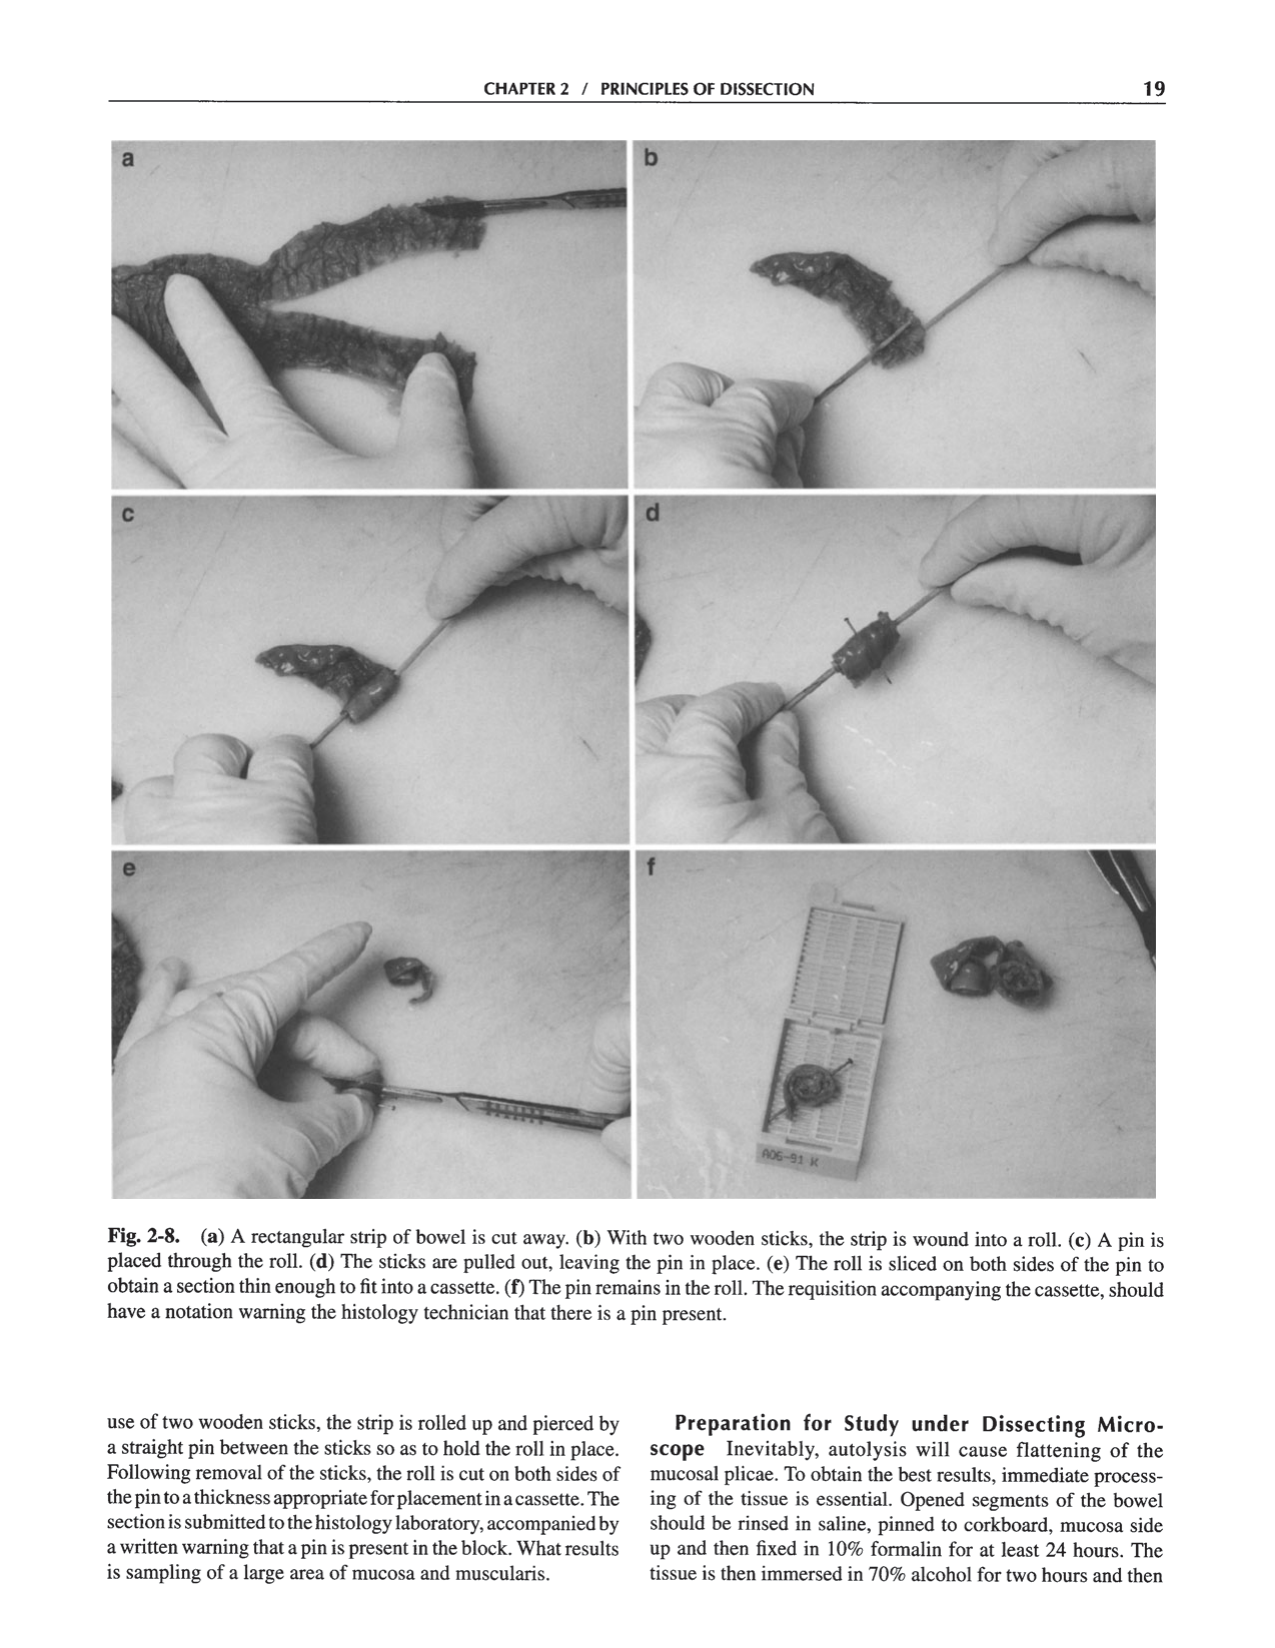 CHAPTER 2 / PRINCIPLES OF DISSECTION 19
a
b
c
d
e
f
A06-91 K
Fig. 2-8. (a) A rectangular strip of bowel is cut away. (b) With two wooden sticks, the strip is wound into a roll. (c) A pin is
placed through the roll. (d) The sticks are pulled out, leaving the pin in place. (e) The roll is sliced on both sides of the pin to
obtain a section thin enough to fit into a cassette. (f) The pin remains in the roll. The requisition accompanying the cassette, should
have a notation warning the histology technician that there is a pin present.
use of two wooden sticks, the strip is rolled up and pierced by
a straight pin between the sticks so as to hold the roll in place.
Following removal of the sticks, the roll is cut on both sides of
the pin to a thickness appropriate for placement in a cassette. The
section is submitted to the histology laboratory, accompanied by
a written warning that a pin is present in the block. What results
is sampling of a large area of mucosa and muscularis.
Preparation for Study under Dissecting Micro-
scope Inevitably, autolysis will cause flattening of the
mucosal plicae. To obtain the best results, immediate process-
ing of the tissue is essential. Opened segments of the bowel
should be rinsed in saline, pinned to corkboard, mucosa side
up and then fixed in 10% formalin for at least 24 hours. The
tissue is then immersed in 70% alcohol for two hours and then